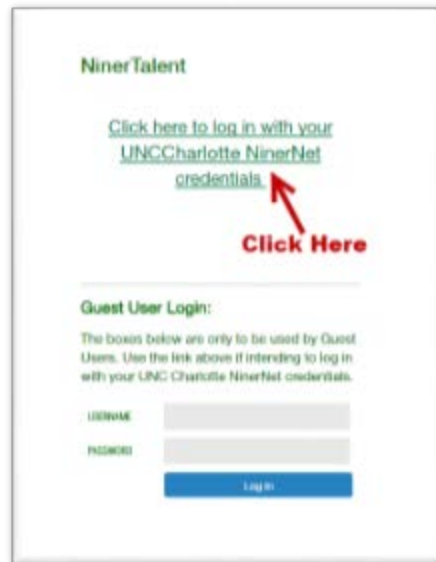 NinerTalent
Click here to log in with your
UNCCharlotte NinerNet
credentials
Click Here
Guest User Login:
The boxes below are only to be used by Guest
Users. Use the link above if intending to log in
with your UNC Charlotte NinerNet credentials.
USERNAME
PASSWORD
Log in